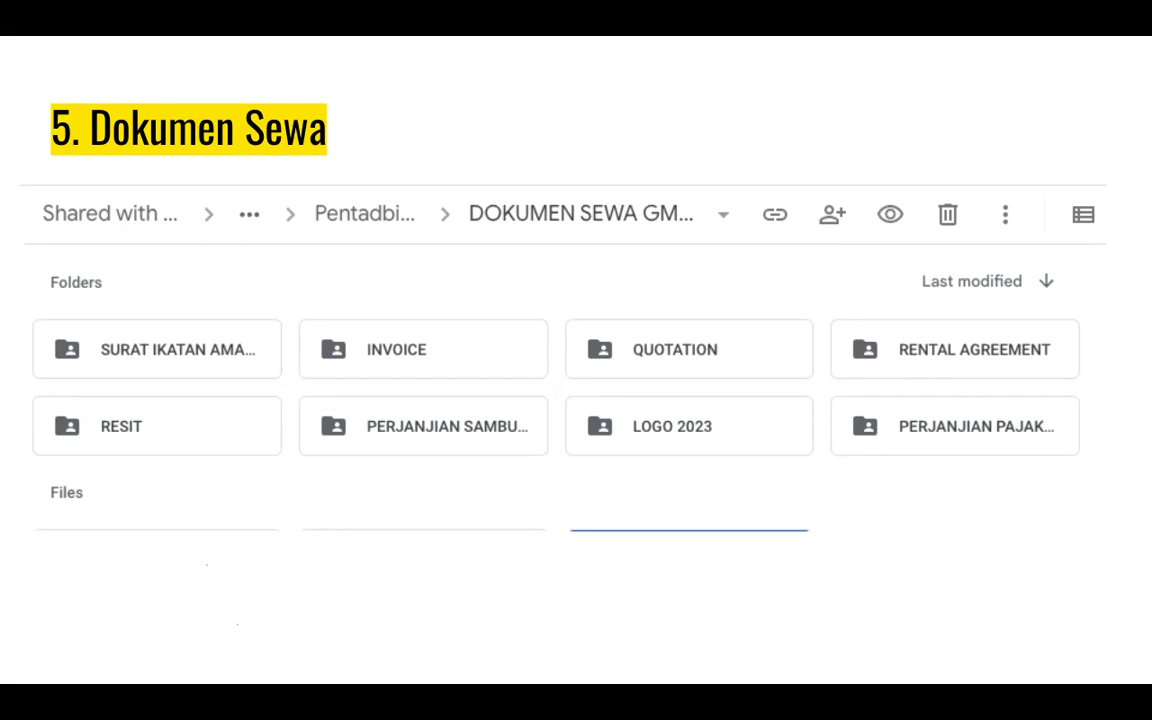 5. Dokumen Sewa
Shared with ... > ... > Pentadbi... > DOKUMEN SEWA GM...
Folders Last modified
SURAT IKATAN AMA... INVOICE QUOTATION RENTAL AGREEMENT
RESIT PERJANJIAN SAMBU... LOGO 2023 PERJANJIAN PAJAK...
Files